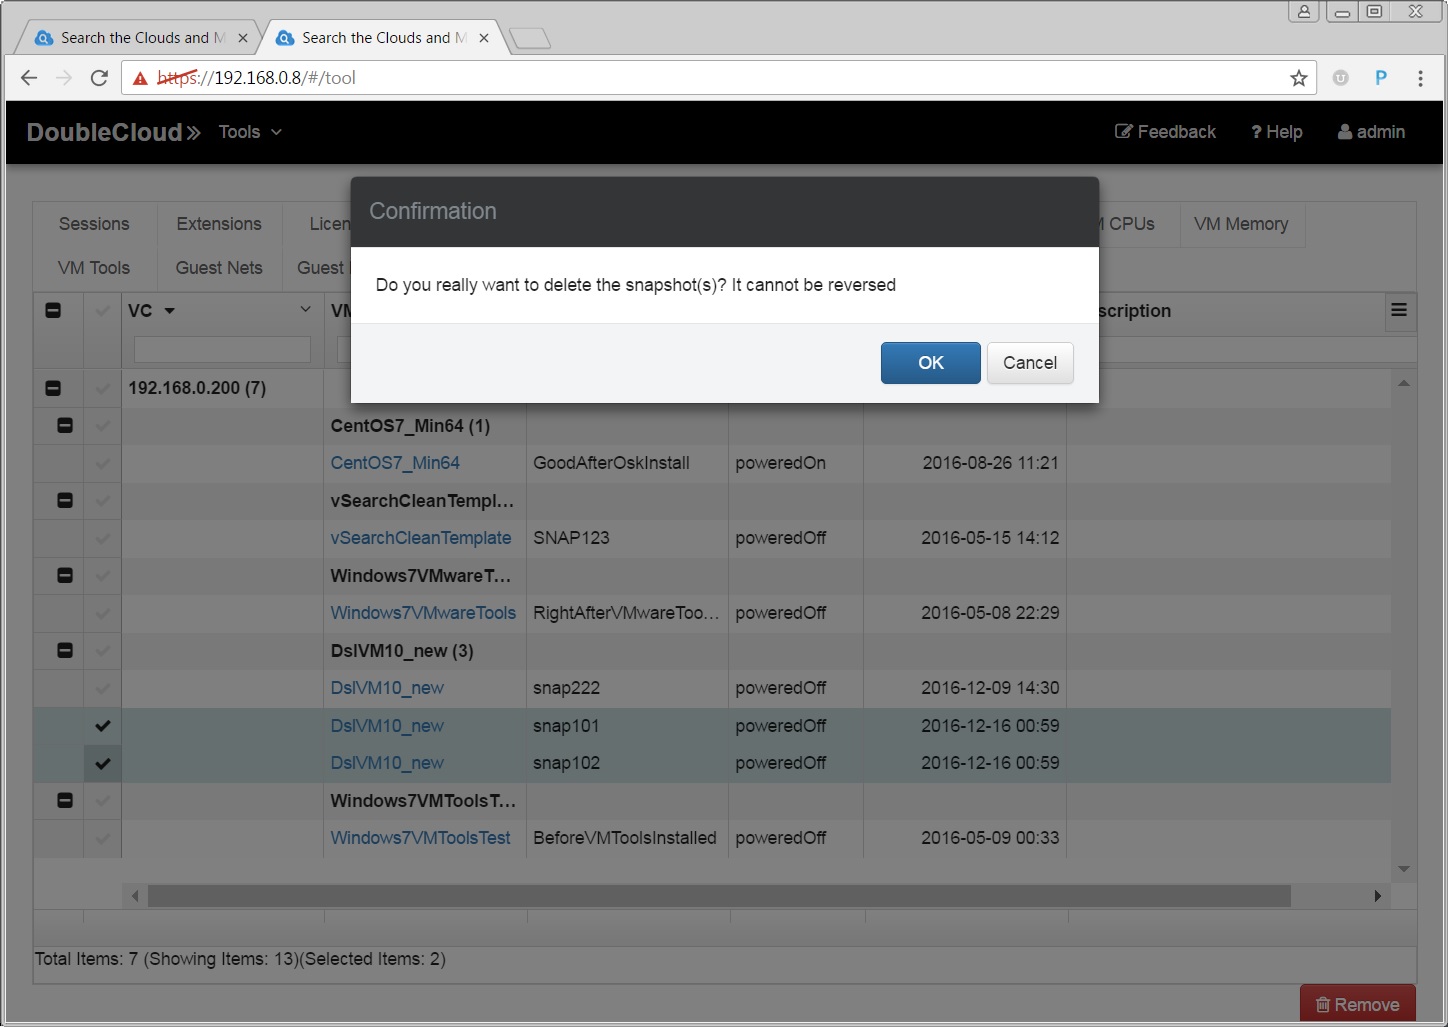 Search the Clouds and M
Search the Clouds and M
https://192.168.0.8/#/tool
DoubleCloud» Tools Feedback ? Help admin
Confirmation
Sessions Extensions Licen CPUs VM Memory
VM Tools Guest Nets Guest
Do you really want to delete the snapshot(s)? It cannot be reversed
VC VM scription
OK Cancel
192.168.0.200 (7)
CentOS7_Min64 (1)
CentOS7_Min64 GoodAfterOskInstall poweredOn 2016-08-26 11:21
vSearchCleanTempl...
vSearchCleanTemplate SNAP123 poweredOff 2016-05-15 14:12
Windows7VMwareT...
Windows7VMwareTools RightAfterVMwareToo... poweredOff 2016-05-08 22:29
DslVM10_new (3)
DslVM10_new snap222 poweredOff 2016-12-09 14:30
DslVM10_new snap101 poweredOff 2016-12-16 00:59
DslVM10_new snap102 poweredOff 2016-12-16 00:59
Windows7VMToolsT...
Windows7VMToolsTest BeforeVMToolsInstalled poweredOff 2016-05-09 00:33
Total Items: 7 (Showing Items: 13)(Selected Items: 2)
Remove